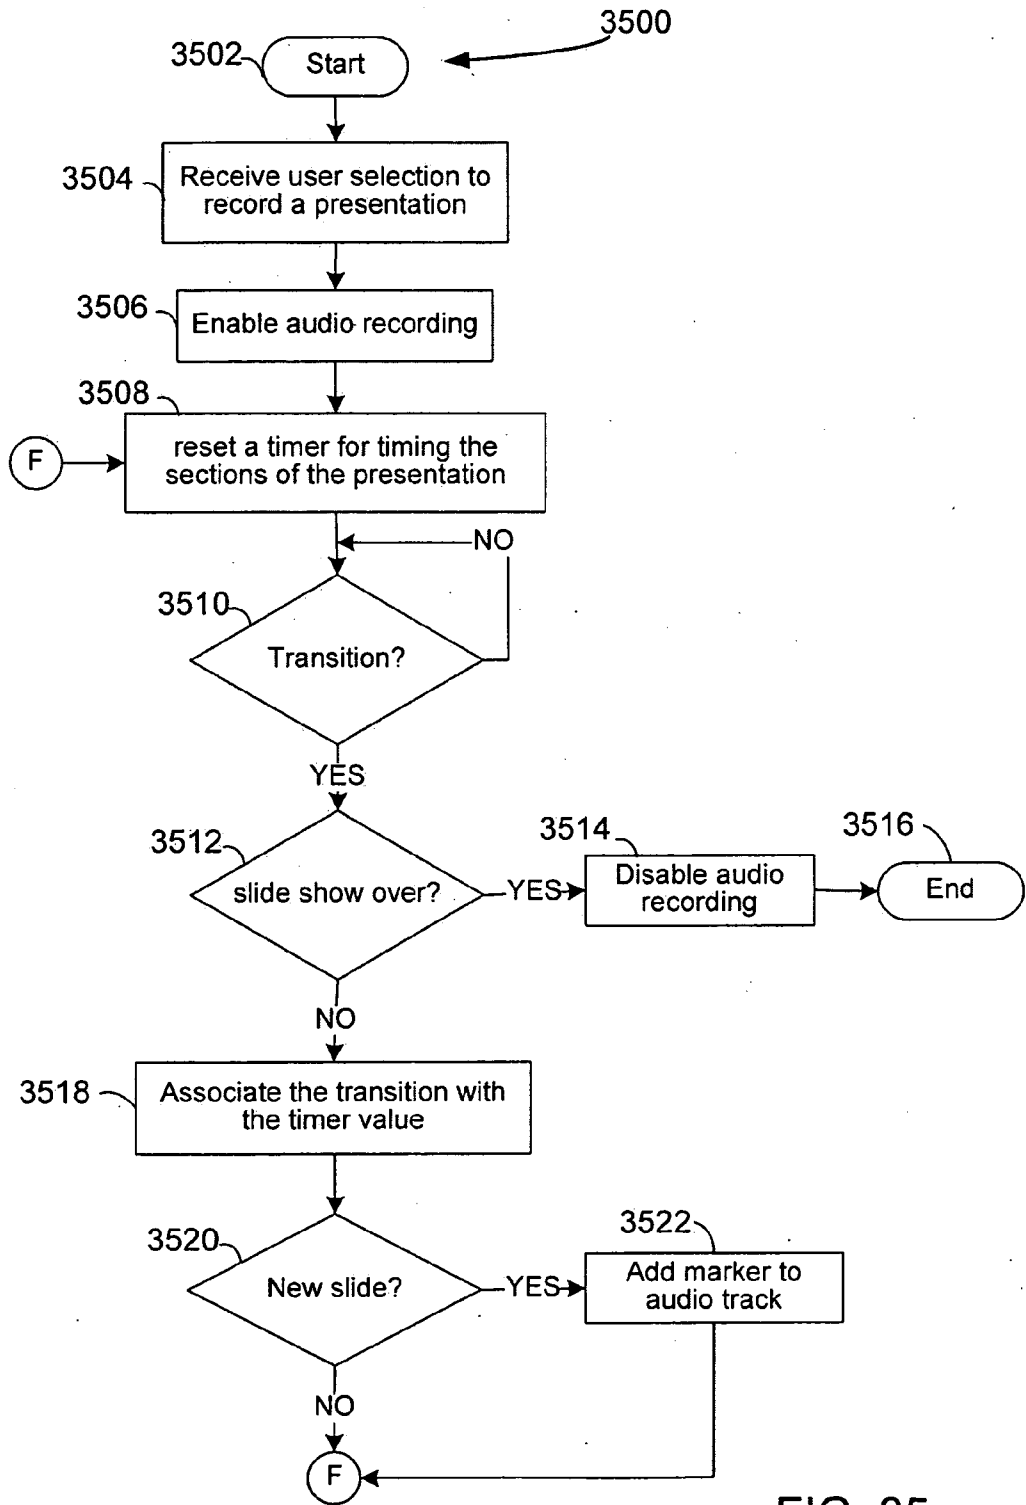 3500
3502
Start
3504
Receive user selection to
record a presentation
3506
Enable audio recording
3508
F
reset a timer for timing the
sections of the presentation
NO
3510
Transition?
YES
3512
slide show over?
YES
3514
Disable audio
recording
3516
End
NO
3518
Associate the transition with
the timer value
3520
New slide?
YES
3522
Add marker to
audio track
NO
F